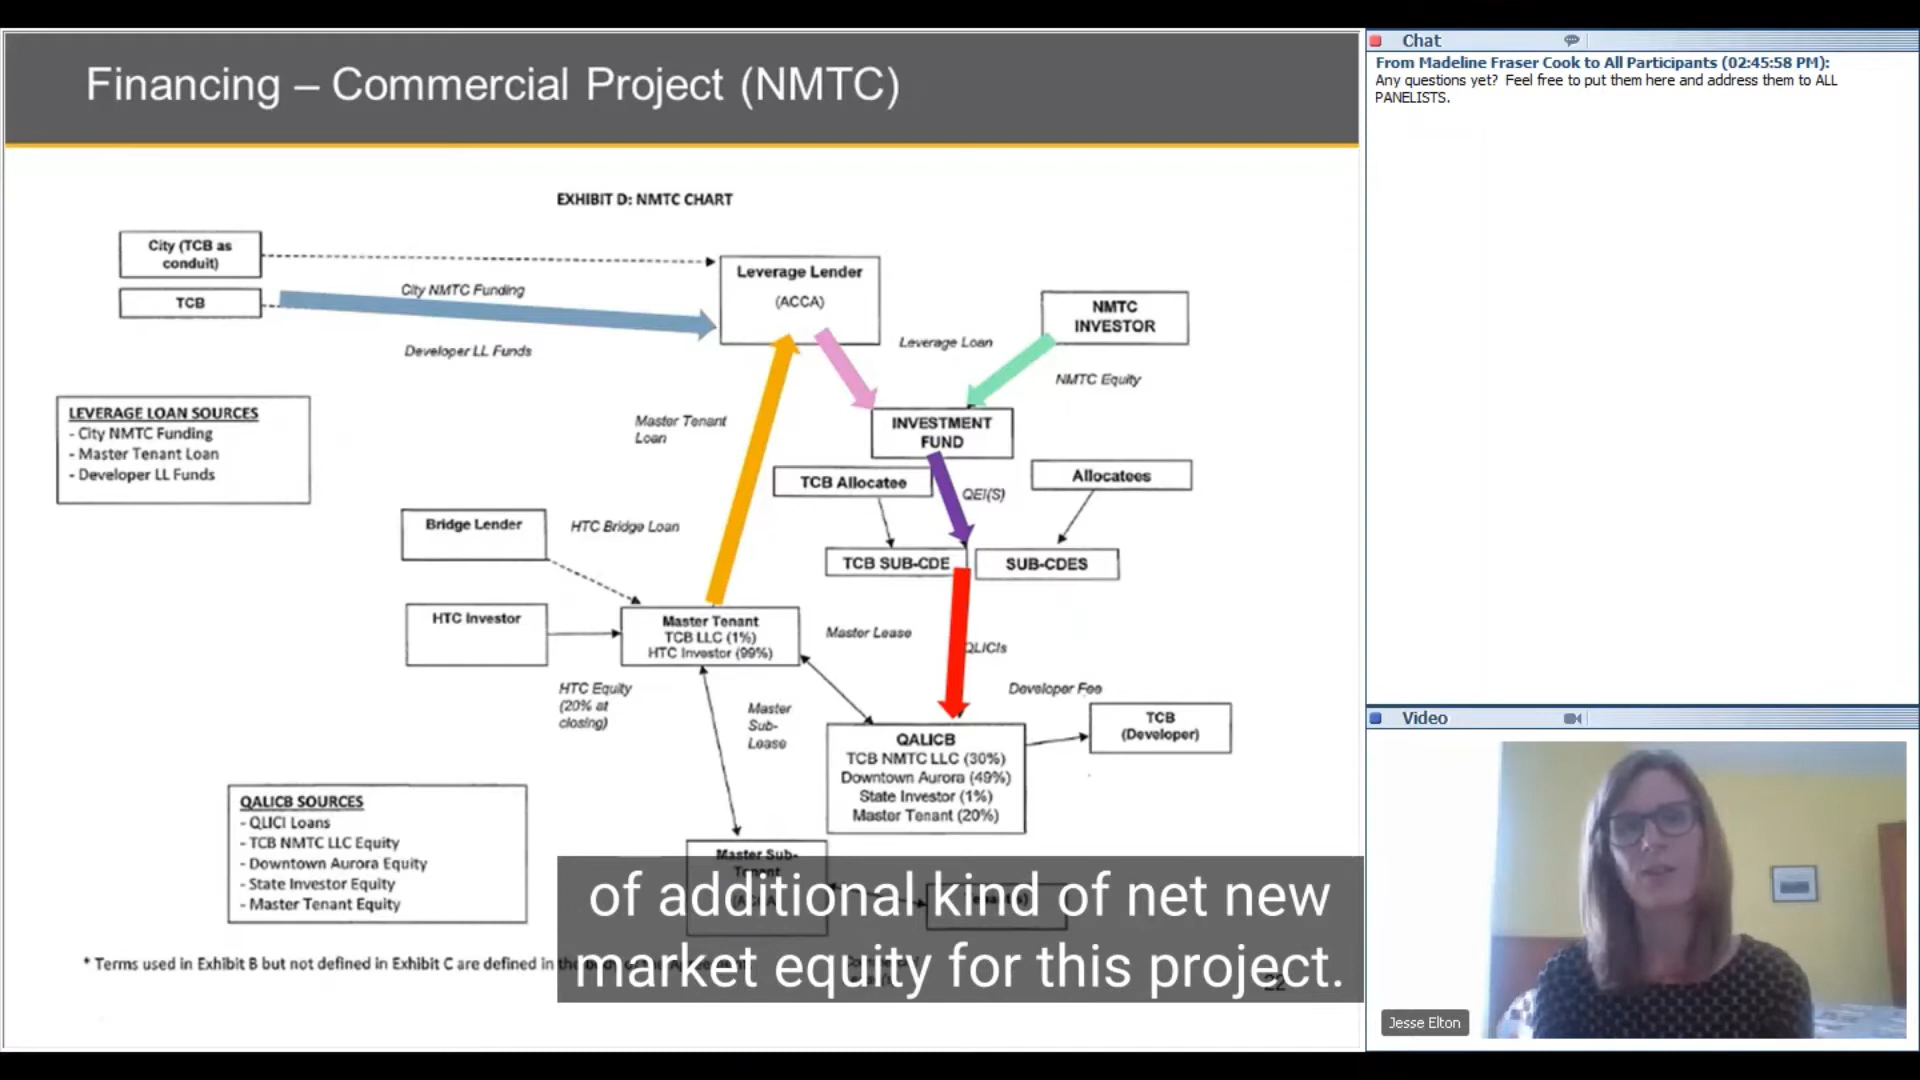 Financing – Commercial Project (NMTC)
EXHIBIT D: NMTC CHART
City (TCB as
conduit)
TCB
City NMTC Funding
Developer LL Funds
Leverage Lender
(ACCA)
NMTC
INVESTOR
Leverage Loan
NMTC Equity
LEVERAGE LOAN SOURCES
- City NMTC Funding
- Master Tenant Loan
- Developer LL Funds
Master Tenant
Loan
INVESTMENT
FUND
TCB Allocatee
QEI(S)
Allocatees
Bridge Lender
HTC Bridge Loan
TCB SUB-CDE
SUB-CDES
HTC Investor
Master Tenant
TCB LLC (1%)
HTC Investor (99%)
Master Lease
QLICIs
HTC Equity
(20% at
closing)
Master
Sub-
Lease
Developer Fee
TCB
(Developer)
QALICB
TCB NMTC LLC (30%)
Downtown Aurora (49%)
State Investor (1%)
Master Tenant (20%)
QALICB SOURCES
- QLICI Loans
- TCB NMTC LLC Equity
- Downtown Aurora Equity
- State Investor Equity
- Master Tenant Equity
Master Sub-
* Terms used in Exhibit B but not defined in Exhibit C are defined in
22
of additional kind of net new
market equity for this project.
Chat
From Madeline Fraser Cook to All Participants (02:45:58 PM):
Any questions yet? Feel free to put them here and address them to ALL
PANELISTS.
Video
Jesse Elton